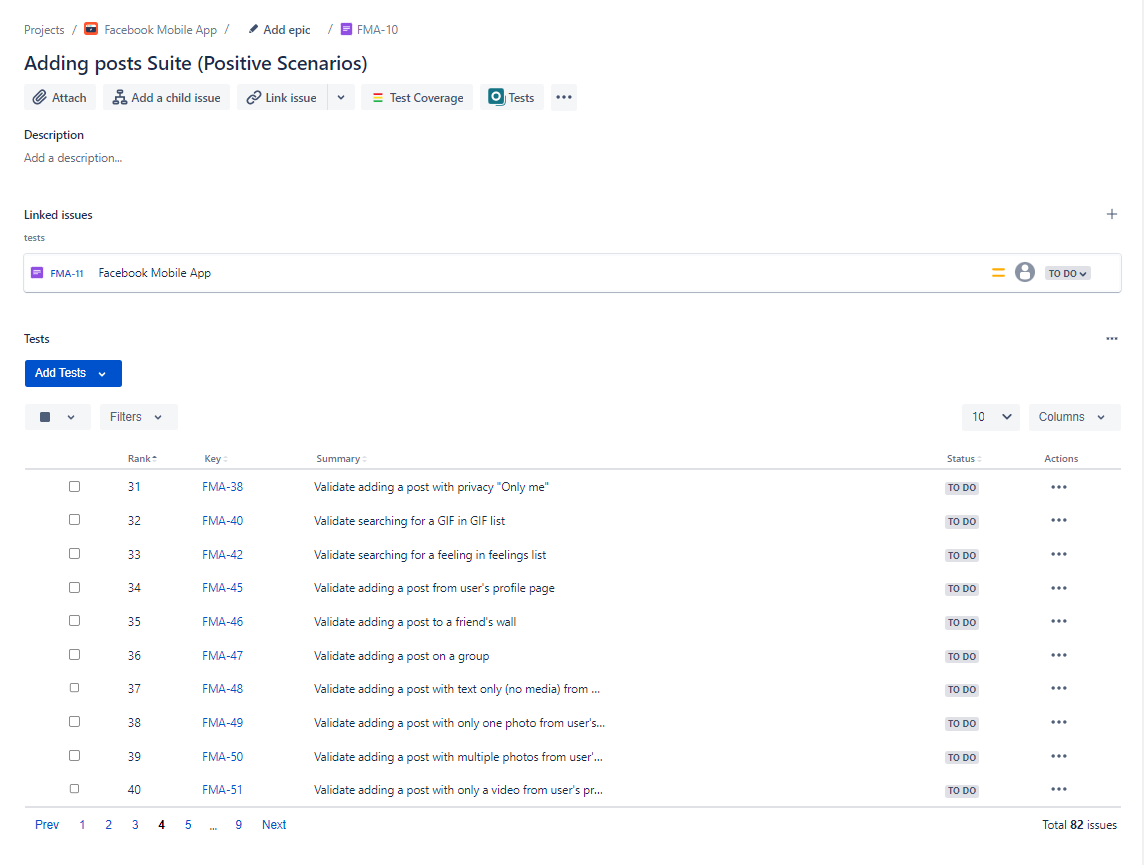 Projects / Facebook Mobile App / Add epic / FMA-10
Adding posts Suite (Positive Scenarios)
Attach Add a child issue Link issue Test Coverage Tests
Description
Add a description...
Linked issues
tests
FMA-11 Facebook Mobile App TO DO
Tests
Add Tests
Filters 10 Columns
Rank Key Summary Status Actions
31 FMA-38 Validate adding a post with privacy "Only me" TO DO
32 FMA-40 Validate searching for a GIF in GIF list TO DO
33 FMA-42 Validate searching for a feeling in feelings list TO DO
34 FMA-45 Validate adding a post from user's profile page TO DO
35 FMA-46 Validate adding a post to a friend's wall TO DO
36 FMA-47 Validate adding a post on a group TO DO
37 FMA-48 Validate adding a post with text only (no media) from ... TO DO
38 FMA-49 Validate adding a post with only one photo from user's... TO DO
39 FMA-50 Validate adding a post with multiple photos from user'... TO DO
40 FMA-51 Validate adding a post with only a video from user's pr... TO DO
Prev 1 2 3 4 5 ... 9 Next Total 82 issues